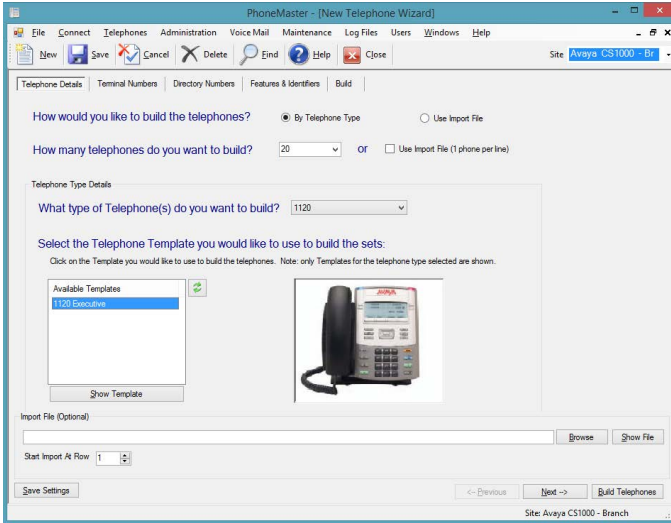 PhoneMaster - [New Telephone Wizard]
File Connect Telephones Administration Voice Mail Maintenance Log Files Users Windows Help
New Save Cancel Delete Find Help Close Site Avaya CS1000 - Br
Telephone Details Terminal Numbers Directory Numbers Features & Identifiers Build
How would you like to build the telephones? By Telephone Type Use Import File
How many telephones do you want to build? 20 or Use Import File (1 phone per line)
Telephone Type Details
What type of Telephone(s) do you want to build? 1120
Select the Telephone Template you would like to use to build the sets:
Click on the Template you would like to use to build the telephones. Note: only Templates for the telephone type selected are shown.
Available Templates
1120 Executive
AVAYA
Show Template
Import File (Optional)
Browse Show File
Start Import At Row 1
Save Settings <-- Previous Next --> Build Telephones
Site: Avaya CS1000 - Branch